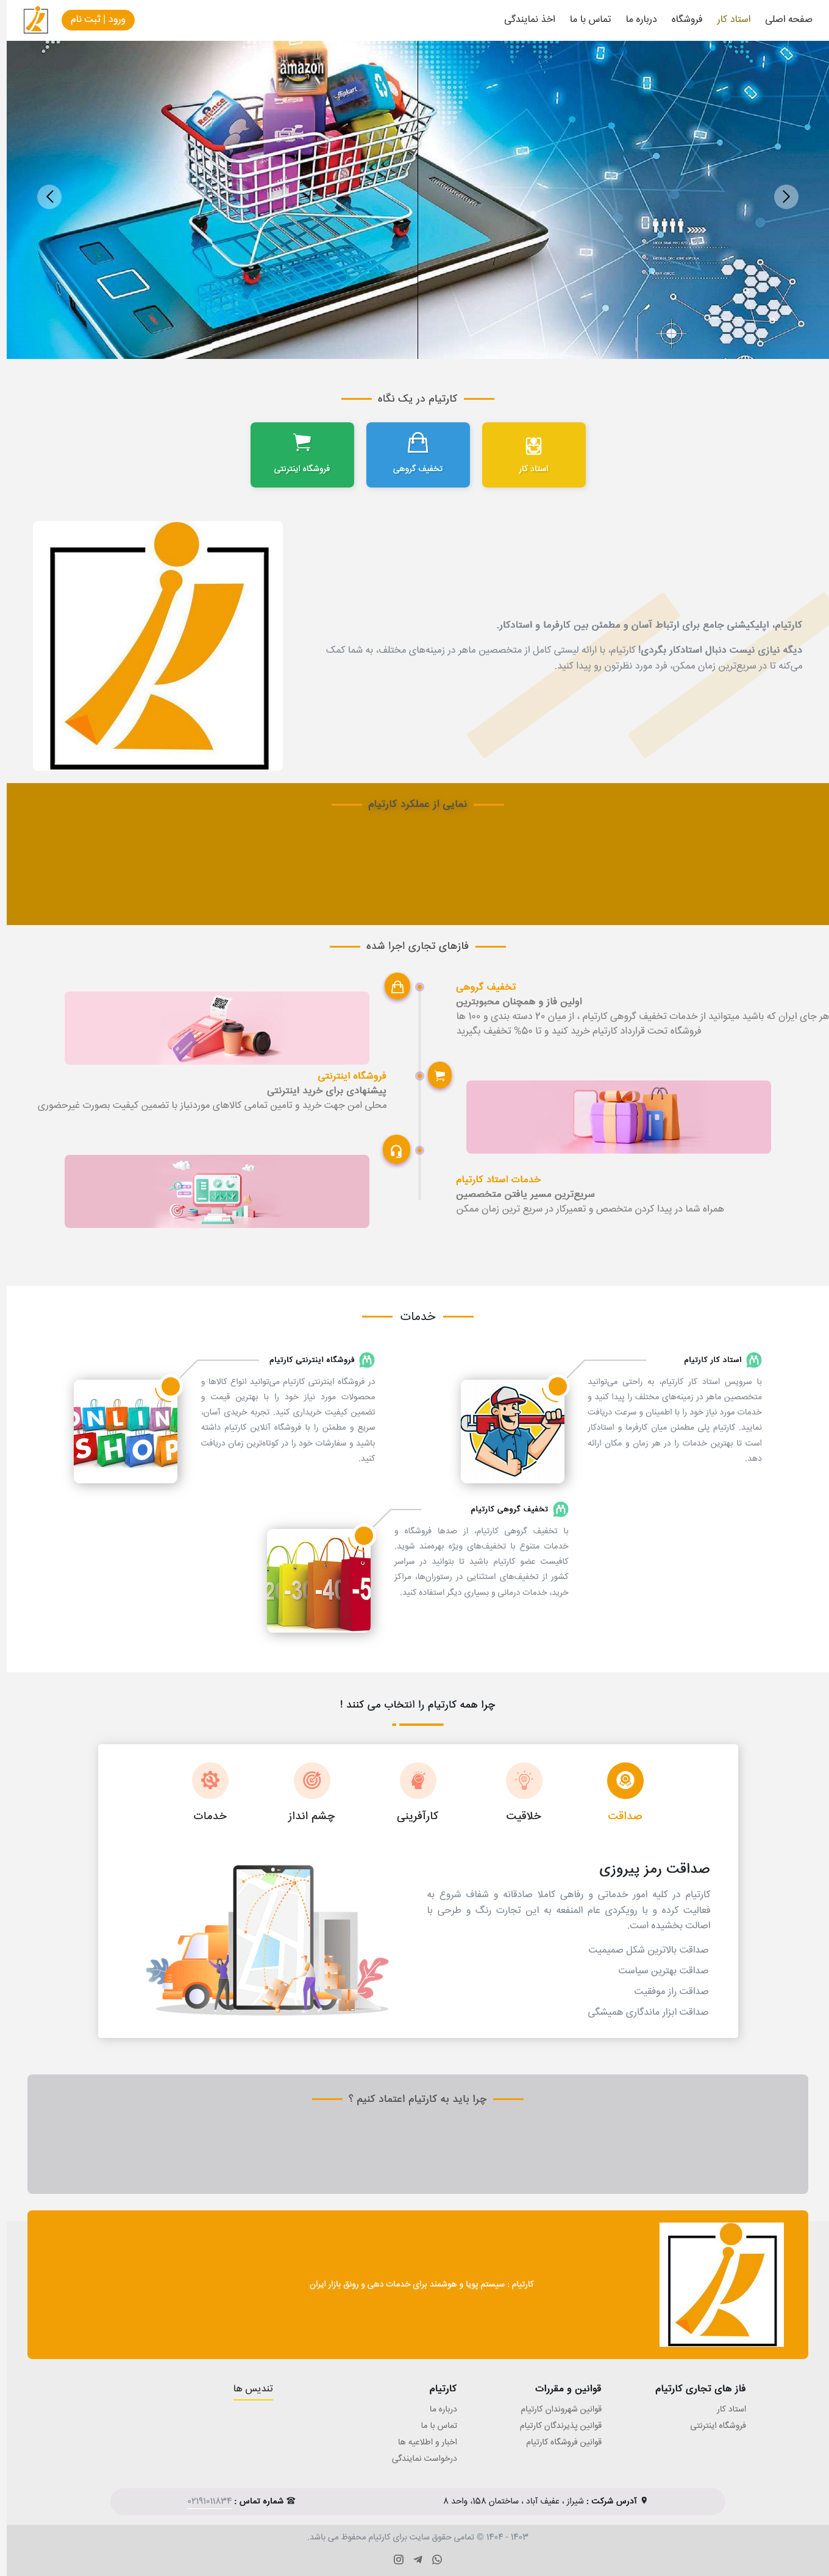 صفحه اصلی
استاد کار
فروشگاه
درباره ما
تماس با ما
اخذ نمایندگی
ورود | ثبت نام
amazon
Reliance
flipkart
کارتیام در یک نگاه
استاد کار
تخفیف گروهی
فروشگاه اینترنتی
کارتیام، اپلیکیشنی جامع برای ارتباط آسان و مطمئن بین کارفرما و استادکار.
دیگه نیازی نیست دنبال استادکار بگردی! کارتیام، با ارائه لیستی کامل از متخصصین ماهر در زمینه‌های مختلف، به شما کمک
می‌کنه تا در سریع‌ترین زمان ممکن، فرد مورد نظرتون رو پیدا کنید.
نمایی از عملکرد کارتیام
فازهای تجاری اجرا شده
تخفیف گروهی
اولین فاز و همچنان محبوبترین
هر جای ایران که باشید میتوانید از خدمات تخفیف گروهی کارتیام ، از میان 20 دسته بندی و 100 ها
فروشگاه تحت قرارداد کارتیام خرید کنید و تا 50% تخفیف بگیرید
فروشگاه اینترنتی
پیشنهادی برای خرید اینترنتی
محلی امن جهت خرید و تامین تمامی کالاهای موردنیاز با تضمین کیفیت بصورت غیرحضوری
خدمات استاد کارتیام
سریع‌ترین مسیر یافتن متخصصین
همراه شما در پیدا کردن متخصص و تعمیرکار در سریع ترین زمان ممکن
خدمات
استاد کار کارتیام
با سرویس استاد کار کارتیام، به راحتی می‌توانید
متخصصین ماهر در زمینه‌های مختلف را پیدا کنید و
خدمات مورد نیاز خود را با اطمینان و سرعت دریافت
نمایید. کارتیام پلی مطمئن میان کارفرما و استادکار
است تا بهترین خدمات را در هر زمان و مکان ارائه
دهد.
فروشگاه اینترنتی کارتیام
در فروشگاه اینترنتی کارتیام می‌توانید انواع کالاها و
محصولات مورد نیاز خود را با بهترین قیمت و
تضمین کیفیت خریداری کنید. تجربه خریدی آسان،
سریع و مطمئن را با فروشگاه آنلاین کارتیام داشته
باشید و سفارشات خود را در کوتاه‌ترین زمان دریافت
کنید.
ONLINE
SHOP
تخفیف گروهی کارتیام
با تخفیف گروهی کارتیام، از صدها فروشگاه و
خدمات متنوع با تخفیف‌های ویژه بهره‌مند شوید.
کافیست عضو کارتیام باشید تا بتوانید در سراسر
کشور از تخفیف‌های استثنایی در رستوران‌ها، مراکز
خرید، خدمات درمانی و بسیاری دیگر استفاده کنید.
-30
-40
-5
چرا همه کارتیام را انتخاب می کنند !
صداقت
خلاقیت
کارآفرینی
چشم انداز
خدمات
صداقت رمز پیروزی
کارتیام در کلیه امور خدماتی و رفاهی کاملا صادقانه و شفاف شروع به
فعالیت کرده و با رویکردی عام المنفعه به این تجارت رنگ و طرحی با
اصالت بخشیده است.
صداقت بالاترین شکل صمیمیت
صداقت بهترین سیاست
صداقت راز موفقیت
صداقت ابزار ماندگاری همیشگی
چرا باید به کارتیام اعتماد کنیم ؟
کارتیام : سیستم پویا و هوشمند برای خدمات دهی و رونق بازار ایران
فاز های تجاری کارتیام
استاد کار
فروشگاه اینترنتی
قوانین و مقررات
قوانین شهروندان کارتیام
قوانین پذیرندگان کارتیام
قوانین فروشگاه کارتیام
کارتیام
درباره ما
تماس با ما
اخبار و اطلاعیه ها
درخواست نمایندگی
تندیس ها
آدرس شرکت : شیراز ، عفیف آباد ، ساختمان 158، واحد 8
شماره تماس : 02191011834
1403 - 1404 © تمامی حقوق سایت برای کارتیام محفوظ می باشد.